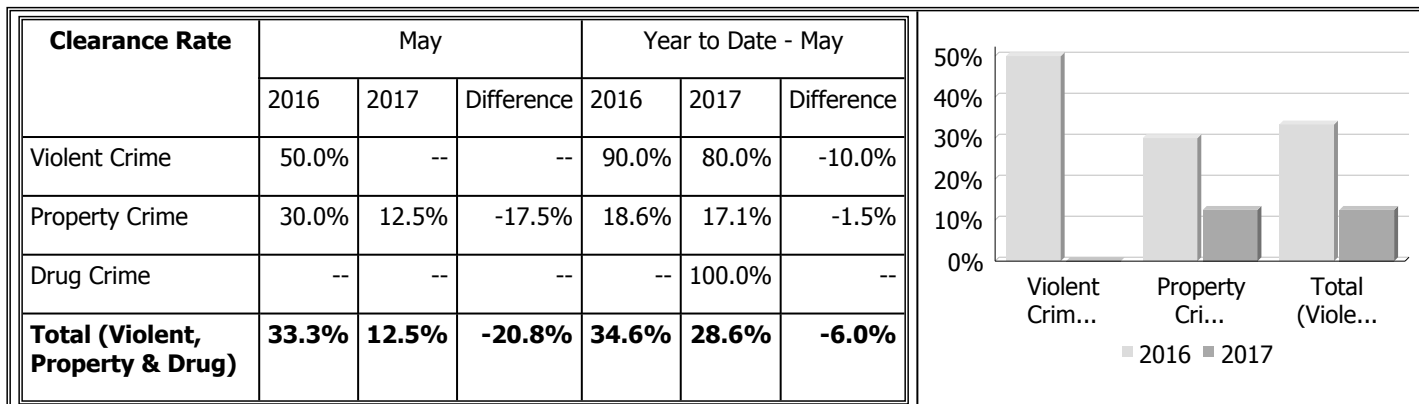 Clearance Rate May Year to Date - May
2016 2017 Difference 2016 2017 Difference
Violent Crime 50.0% -- -- 90.0% 80.0% -10.0%
Property Crime 30.0% 12.5% -17.5% 18.6% 17.1% -1.5%
Drug Crime -- -- -- -- 100.0% --
Total (Violent, 33.3% 12.5% -20.8% 34.6% 28.6% -6.0%
Property & Drug)
50%
40%
30%
20%
10%
0%
Violent Property Total
Crim... Cri... (Viole...
2016 2017